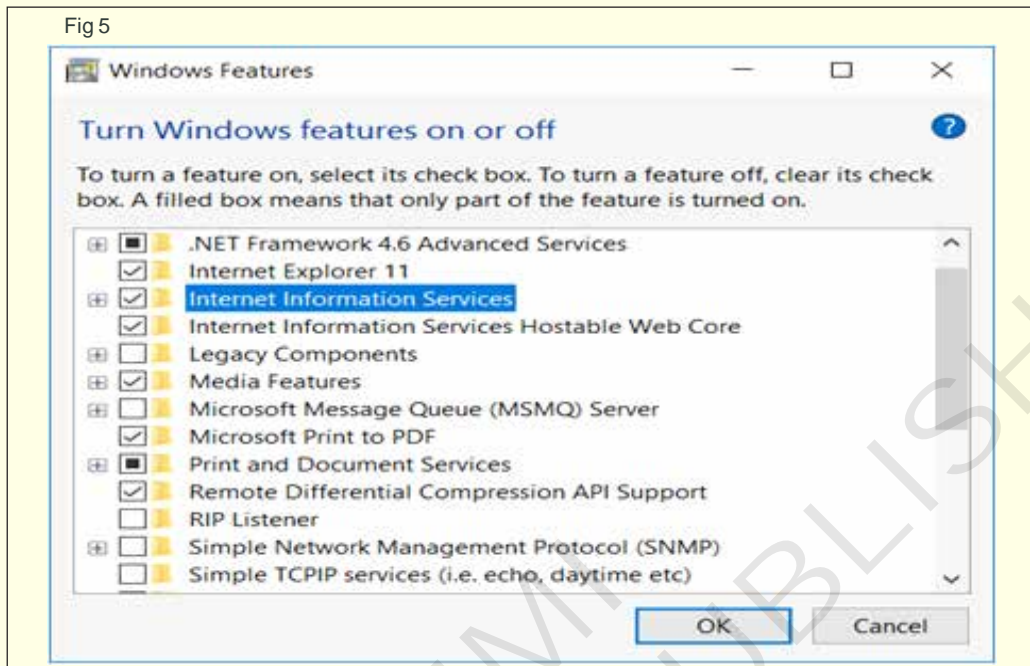 Fig 5
Windows Features
Turn Windows features on or off
To turn a feature on, select its check box. To turn a feature off, clear its check
box. A filled box means that only part of the feature is turned on.
.NET Framework 4.6 Advanced Services
Internet Explorer 11
Internet Information Services
Internet Information Services Hostable Web Core
Legacy Components
Media Features
Microsoft Message Queue (MSMQ) Server
Microsoft Print to PDF
Print and Document Services
Remote Differential Compression API Support
RIP Listener
Simple Network Management Protocol (SNMP)
Simple TCPIP services (i.e. echo, daytime etc)
OK Cancel